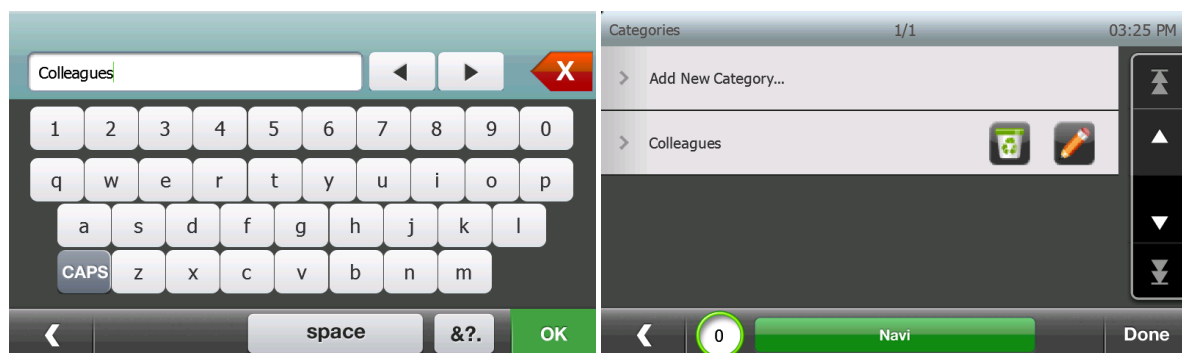 Colleagues
X
1 2 3 4 5 6 7 8 9 0
q w e r t y u i o p
a s d f g h j k l
CAPS z x c v b n m
space &?. OK
Categories 1/1 03:25 PM
Add New Category...
Colleagues
0 Navi Done